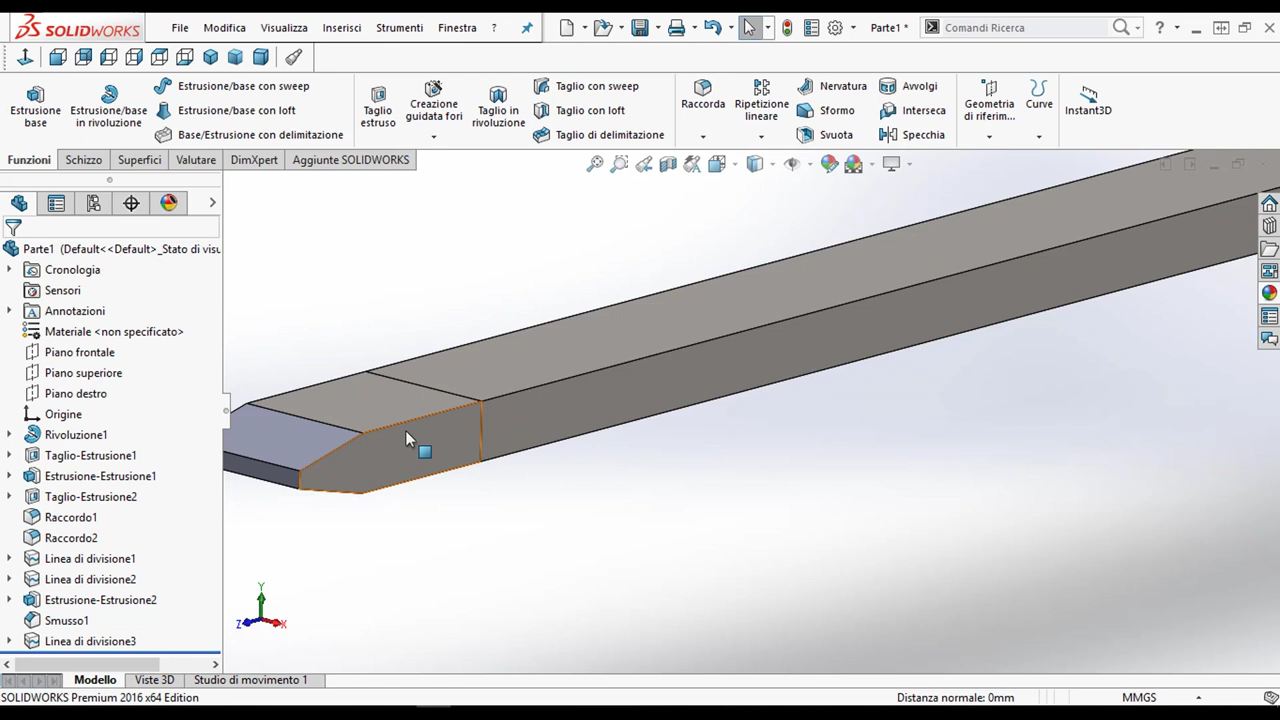 SOLIDWORKS File Modifica Visualizza Inserisci Strumenti Finestra ? Parte1 * Comandi Ricerca ?
Estrusione base
Estrusione/base in rivoluzione
Estrusione/base con sweep
Estrusione/base con loft
Base/Estrusione con delimitazione
Taglio estruso
Creazione guidata fori
Taglio in rivoluzione
Taglio con sweep
Taglio con loft
Taglio di delimitazione
Raccorda
Ripetizione lineare
Nervatura
Sformo
Svuota
Avvolgi
Interseca
Specchia
Geometria di riferim...
Curve
Instant3D
Funzioni Schizzo Superfici Valutare DimXpert Aggiunte SOLIDWORKS
Parte1 (Default<<Default>_Stato di visu
Cronologia
Sensori
A Annotazioni
Materiale <non specificato>
Piano frontale
Piano superiore
Piano destro
Origine
Rivoluzione1
Taglio-Estrusione1
Estrusione-Estrusione1
Taglio-Estrusione2
Raccordo1
Raccordo2
Linea di divisione1
Linea di divisione2
Estrusione-Estrusione2
Smusso1
Linea di divisione3
Y
Z X
Modello Viste 3D Studio di movimento 1
SOLIDWORKS Premium 2016 x64 Edition Distanza normale: 0mm MMGS